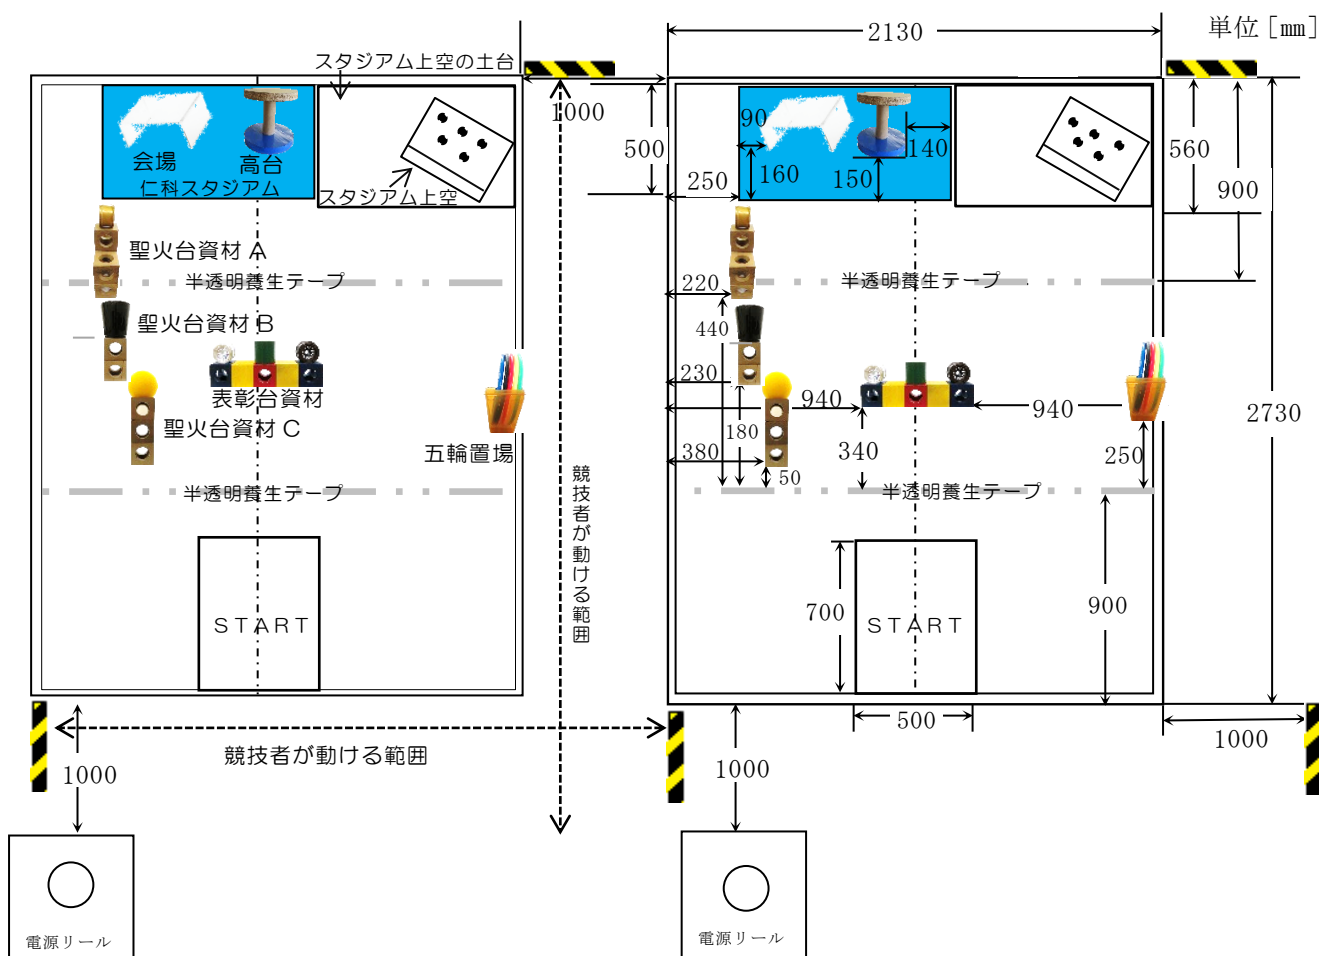 単位［㎜］
2130
スタジアム上空の土台
1000
500
会場
高台
仁科スタジアム
スタジアム上空
90
140
160
150
250
560
900
聖火台資材 A
半透明養生テープ
半透明養生テープ
220
聖火台資材 B
440
表彰台資材
230
940
940
2730
聖火台資材 C
180
340
五輪置場
380
50
250
半透明養生テープ
半透明養生テープ
競技者が動ける範囲
START
START
700
900
500
競技者が動ける範囲
1000
1000
1000
電源リール
電源リール